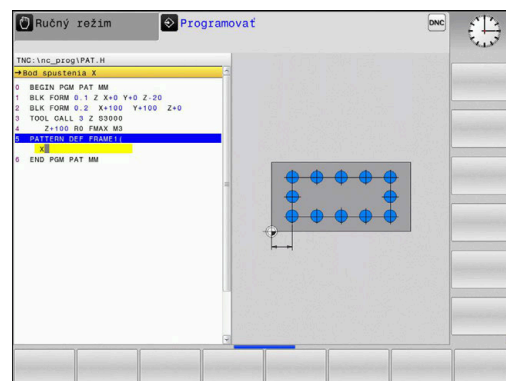 Ručný režim
Programovať
DNC
TNC:\nc_prog\PAT.H
→Bod spustenia X
0 BEGIN PGM PAT MM
1 BLK FORM 0.1 Z X+0 Y+0 Z-20
2 BLK FORM 0.2 X+100 Y+100 Z+0
3 TOOL CALL 3 Z S3000
4 Z+100 R0 FMAX M3
5 PATTERN DEF FRAME1(
X
6 END PGM PAT MM